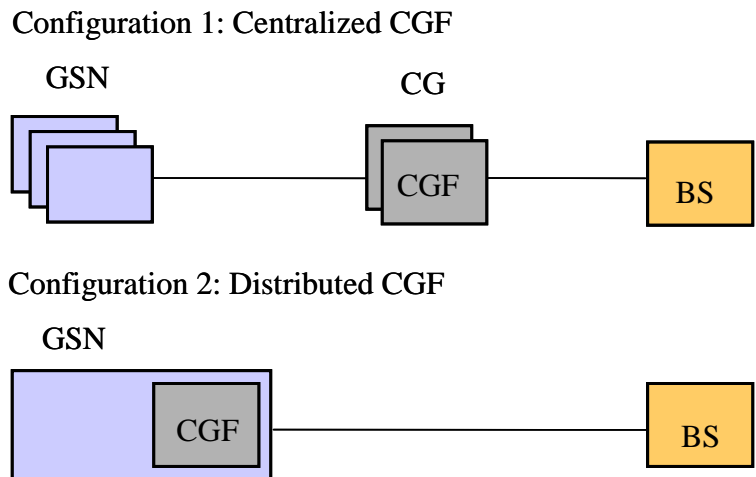 Configuration 1: Centralized CGF
GSN
CG
CGF
BS
Configuration 2: Distributed CGF
GSN
CGF
BS